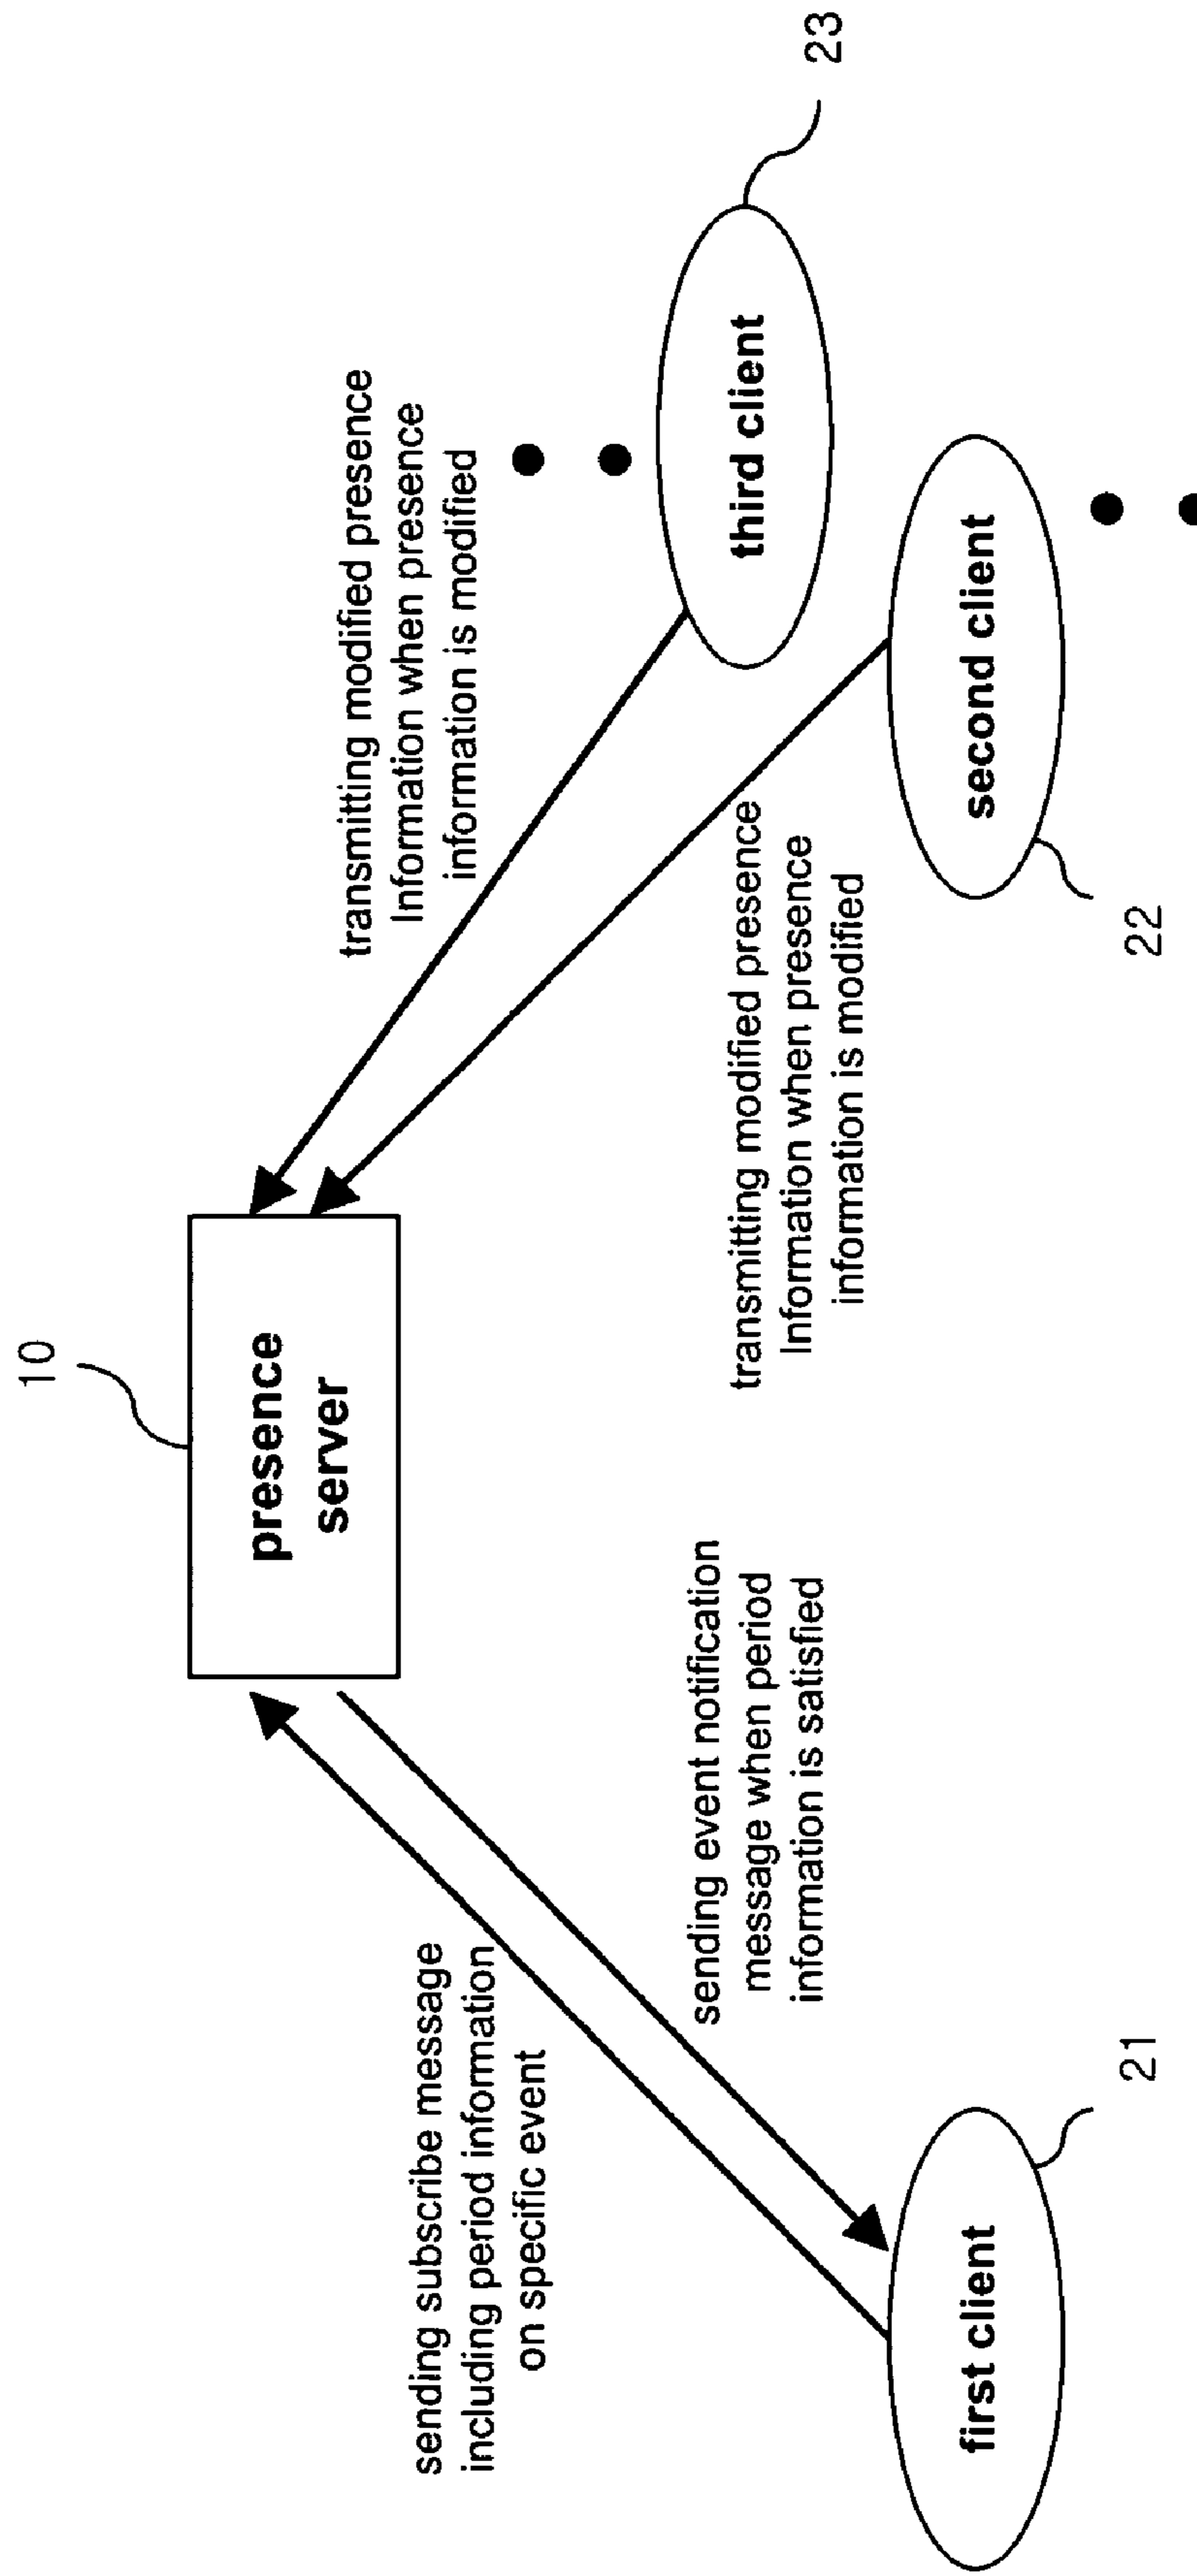 10
presence
server
sending subscribe message
including period information
on specific event
sending event notification
message when period
information is satisfied
transmitting modified presence
Information when presence
information is modified
transmitting modified presence
Information when presence
information is modified
first client
21
second client
22
third client
23